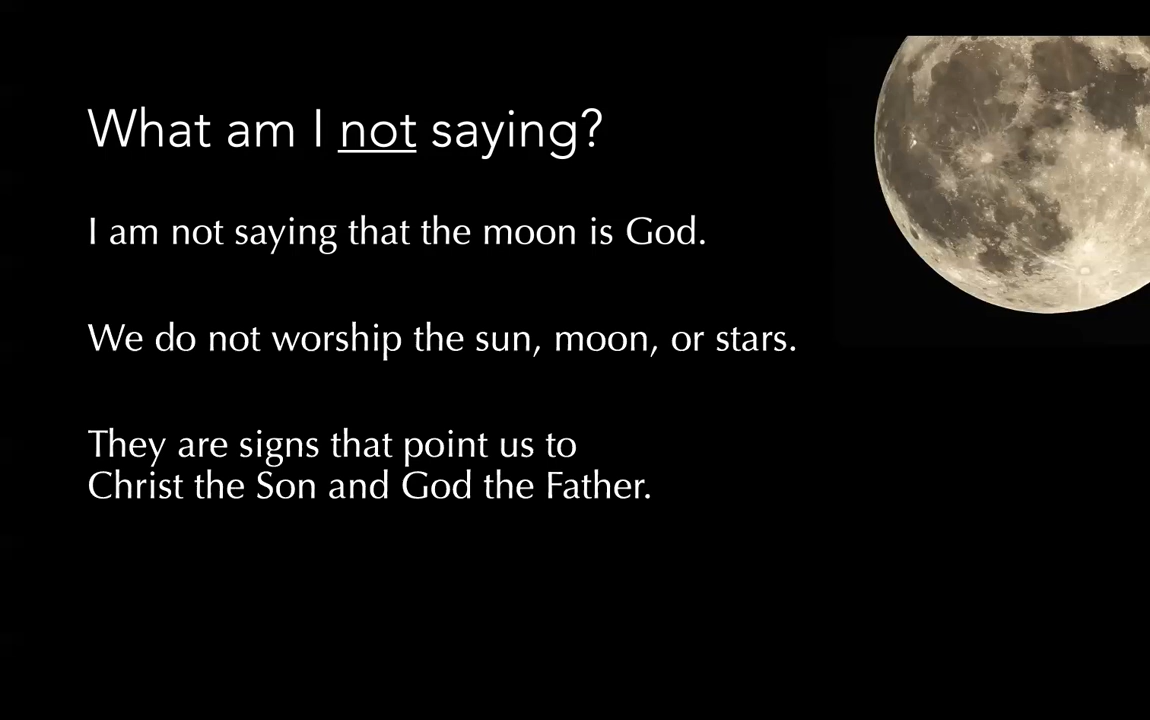 What am I not saying?
I am not saying that the moon is God.
We do not worship the sun, moon, or stars.
They are signs that point us to
Christ the Son and God the Father.